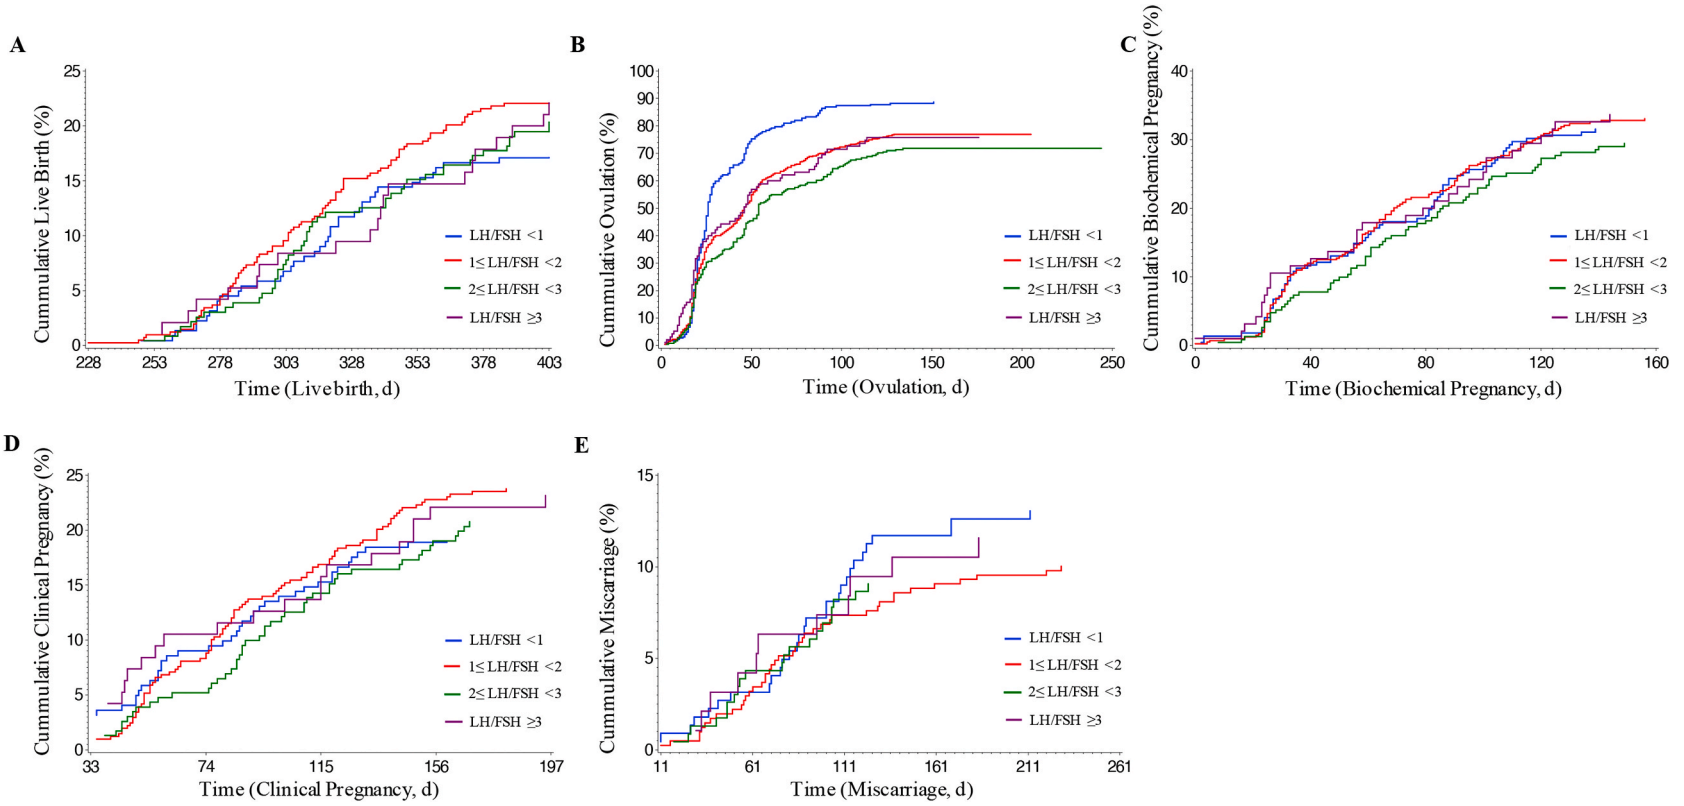 A
Cummulative Live Birth (%)
25
20
15
10
5
0
228 253 278 303 328 353 378 403
Time (Livebirth, d)
LH/FSH <1
1≤ LH/FSH <2
2≤ LH/FSH <3
LH/FSH ≥3
B
Cummulative Ovulation (%)
100
90
80
70
60
50
40
30
20
10
0
0 50 100 150 200 250
Time (Ovulation, d)
LH/FSH <1
1≤ LH/FSH <2
2≤ LH/FSH <3
LH/FSH ≥3
C
Cummulative Biochemical Pregnancy (%)
40
30
20
10
0
0 40 80 120 160
Time (Biochemical Pregnancy, d)
LH/FSH <1
1≤ LH/FSH <2
2≤ LH/FSH <3
LH/FSH ≥3
D
Cummulative Clinical Pregnancy (%)
25
20
15
10
5
0
33 74 115 156 197
Time (Clinical Pregnancy, d)
LH/FSH <1
1≤ LH/FSH <2
2≤ LH/FSH <3
LH/FSH ≥3
E
Cummulative Miscarriage (%)
15
10
5
0
11 61 111 161 211 261
Time (Miscarriage, d)
LH/FSH <1
1≤ LH/FSH <2
2≤ LH/FSH <3
LH/FSH ≥3